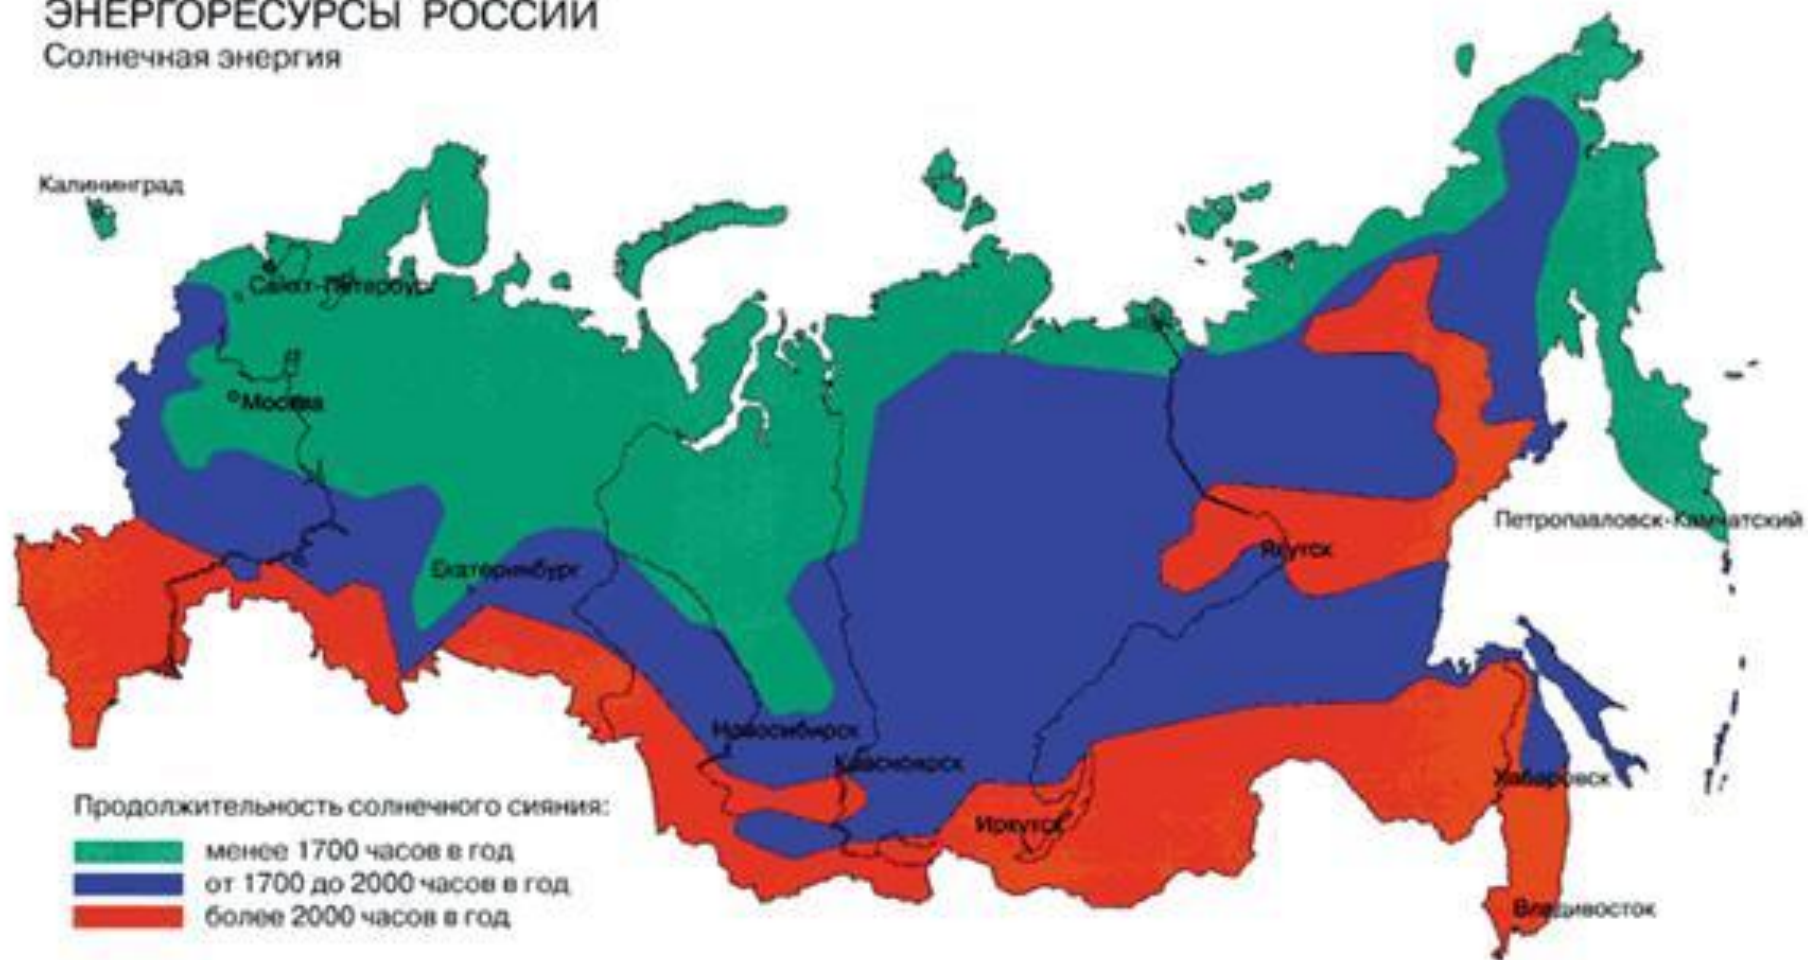 ЭНЕРГОРЕСУРСЫ РОССИИ
Солнечная энергия
Калининград
Санкт-Петербург
Москва
Петропавловск-Камчатский
Якутск
Екатеринбург
Новосибирск
Красноярск
Хабаровск
Иркутск
Владивосток
Продолжительность солнечного сияния:
менее 1700 часов в год
от 1700 до 2000 часов в год
более 2000 часов в год